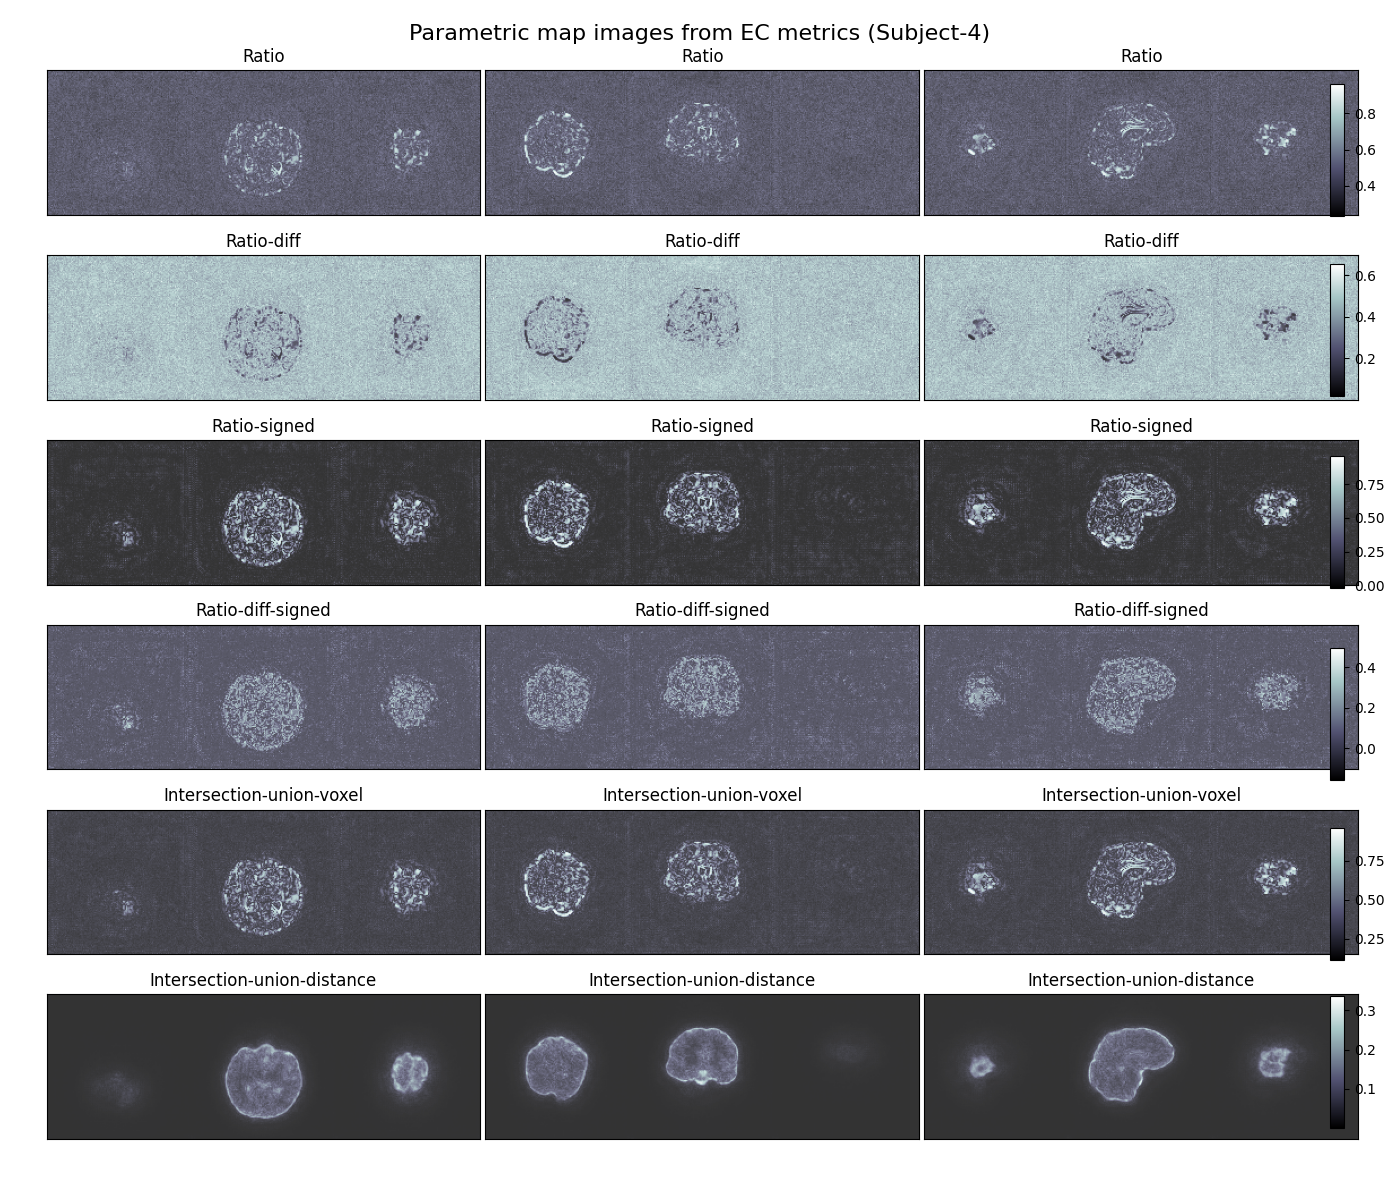 Parametric map images from EC metrics (Subject-4)
Ratio Ratio Ratio
0.8
0.6
0.4
Ratio-diff Ratio-diff Ratio-diff
0.6
0.4
0.2
Ratio-signed Ratio-signed Ratio-signed
0.75
0.50
0.25
0.00
Ratio-diff-signed Ratio-diff-signed Ratio-diff-signed
0.4
0.2
0.0
Intersection-union-voxel Intersection-union-voxel Intersection-union-voxel
0.75
0.50
0.25
Intersection-union-distance Intersection-union-distance Intersection-union-distance
0.3
0.2
0.1